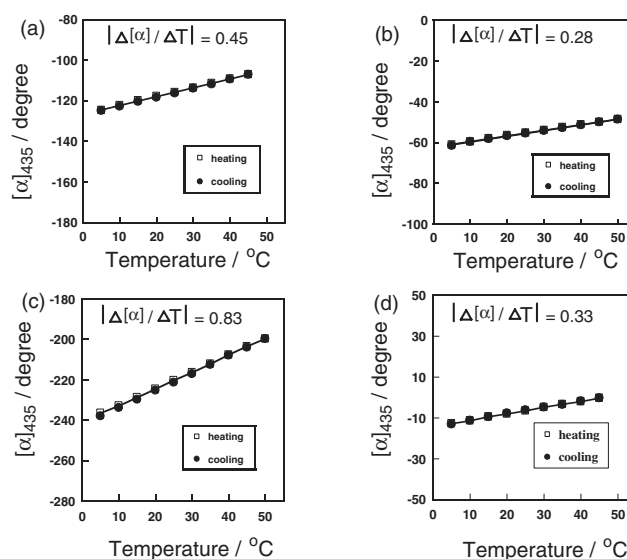 (a)
|Δ[α]/ΔT| = 0.45
-80
-100
-120
-140
-160
-180
[α]435 / degree
heating
cooling
0 10 20 30 40 50
Temperature / °C
(b)
|Δ[α]/ΔT| = 0.28
0
-20
-40
-60
-80
-100
[α]435 / degree
heating
cooling
0 10 20 30 40 50
Temperature / °C
(c)
|Δ[α]/ΔT| = 0.83
-180
-200
-220
-240
-260
-280
[α]435 / degree
heating
cooling
0 10 20 30 40 50
Temperature / °C
(d)
|Δ[α]/ΔT| = 0.33
50
30
10
-10
-30
-50
[α]435 / degree
heating
cooling
0 10 20 30 40 50
Temperature / °C